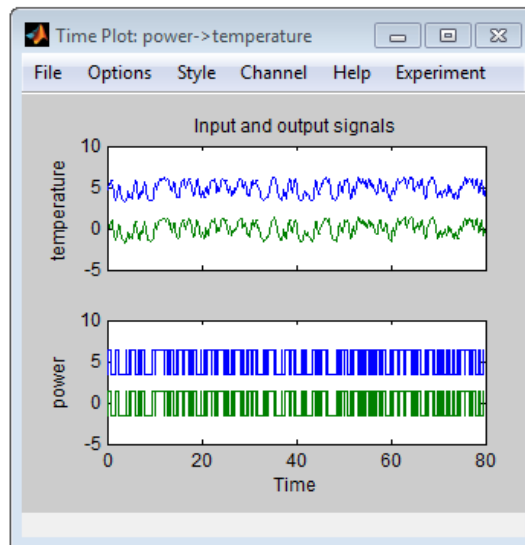 Time Plot: power->temperature
File Options Style Channel Help Experiment
Input and output signals
temperature
10
5
0
-5
power
10
5
0
-5
0 20 40 60 80
Time